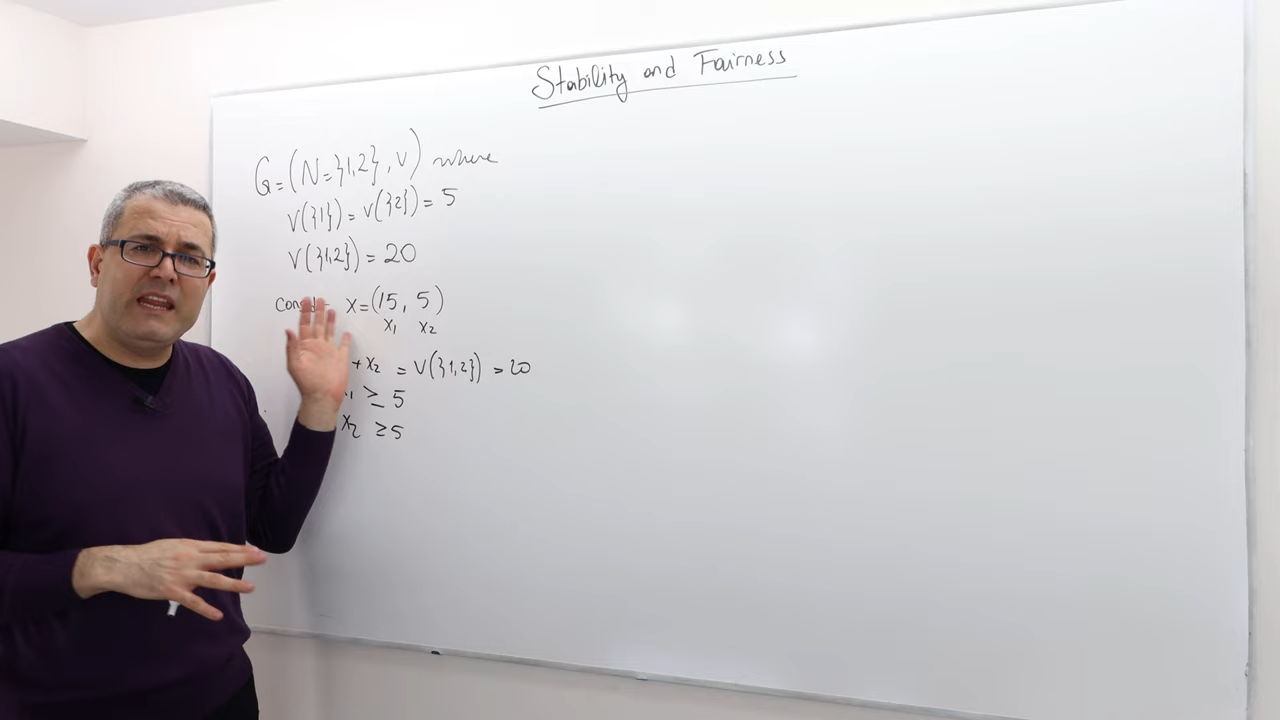 Stability and Fairness
G=(N={1,2}, V) where
V({1}) = V({2}) = 5
V({1,2}) = 20
x=(15, 5)
x₁ x₂
+ x₂ = V({1,2}) = 20
≥ 5
x₂ ≥ 5